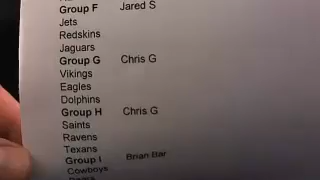 Group F Jared S
Jets
Redskins
Jaguars
Group G Chris G
Vikings
Eagles
Dolphins
Group H Chris G
Saints
Ravens
Texans
Group I Brian Bar
Cowboys